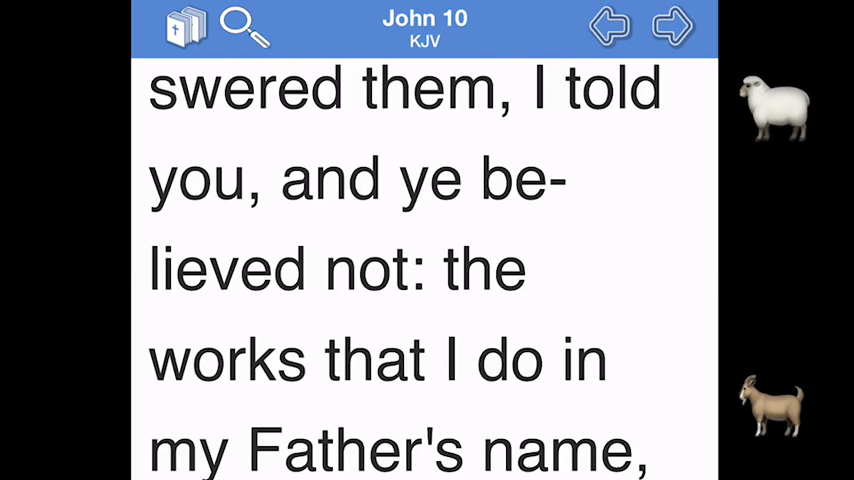 John 10
KJV
swered them, I told
you, and ye be-
lieved not: the
works that I do in
my Father's name,